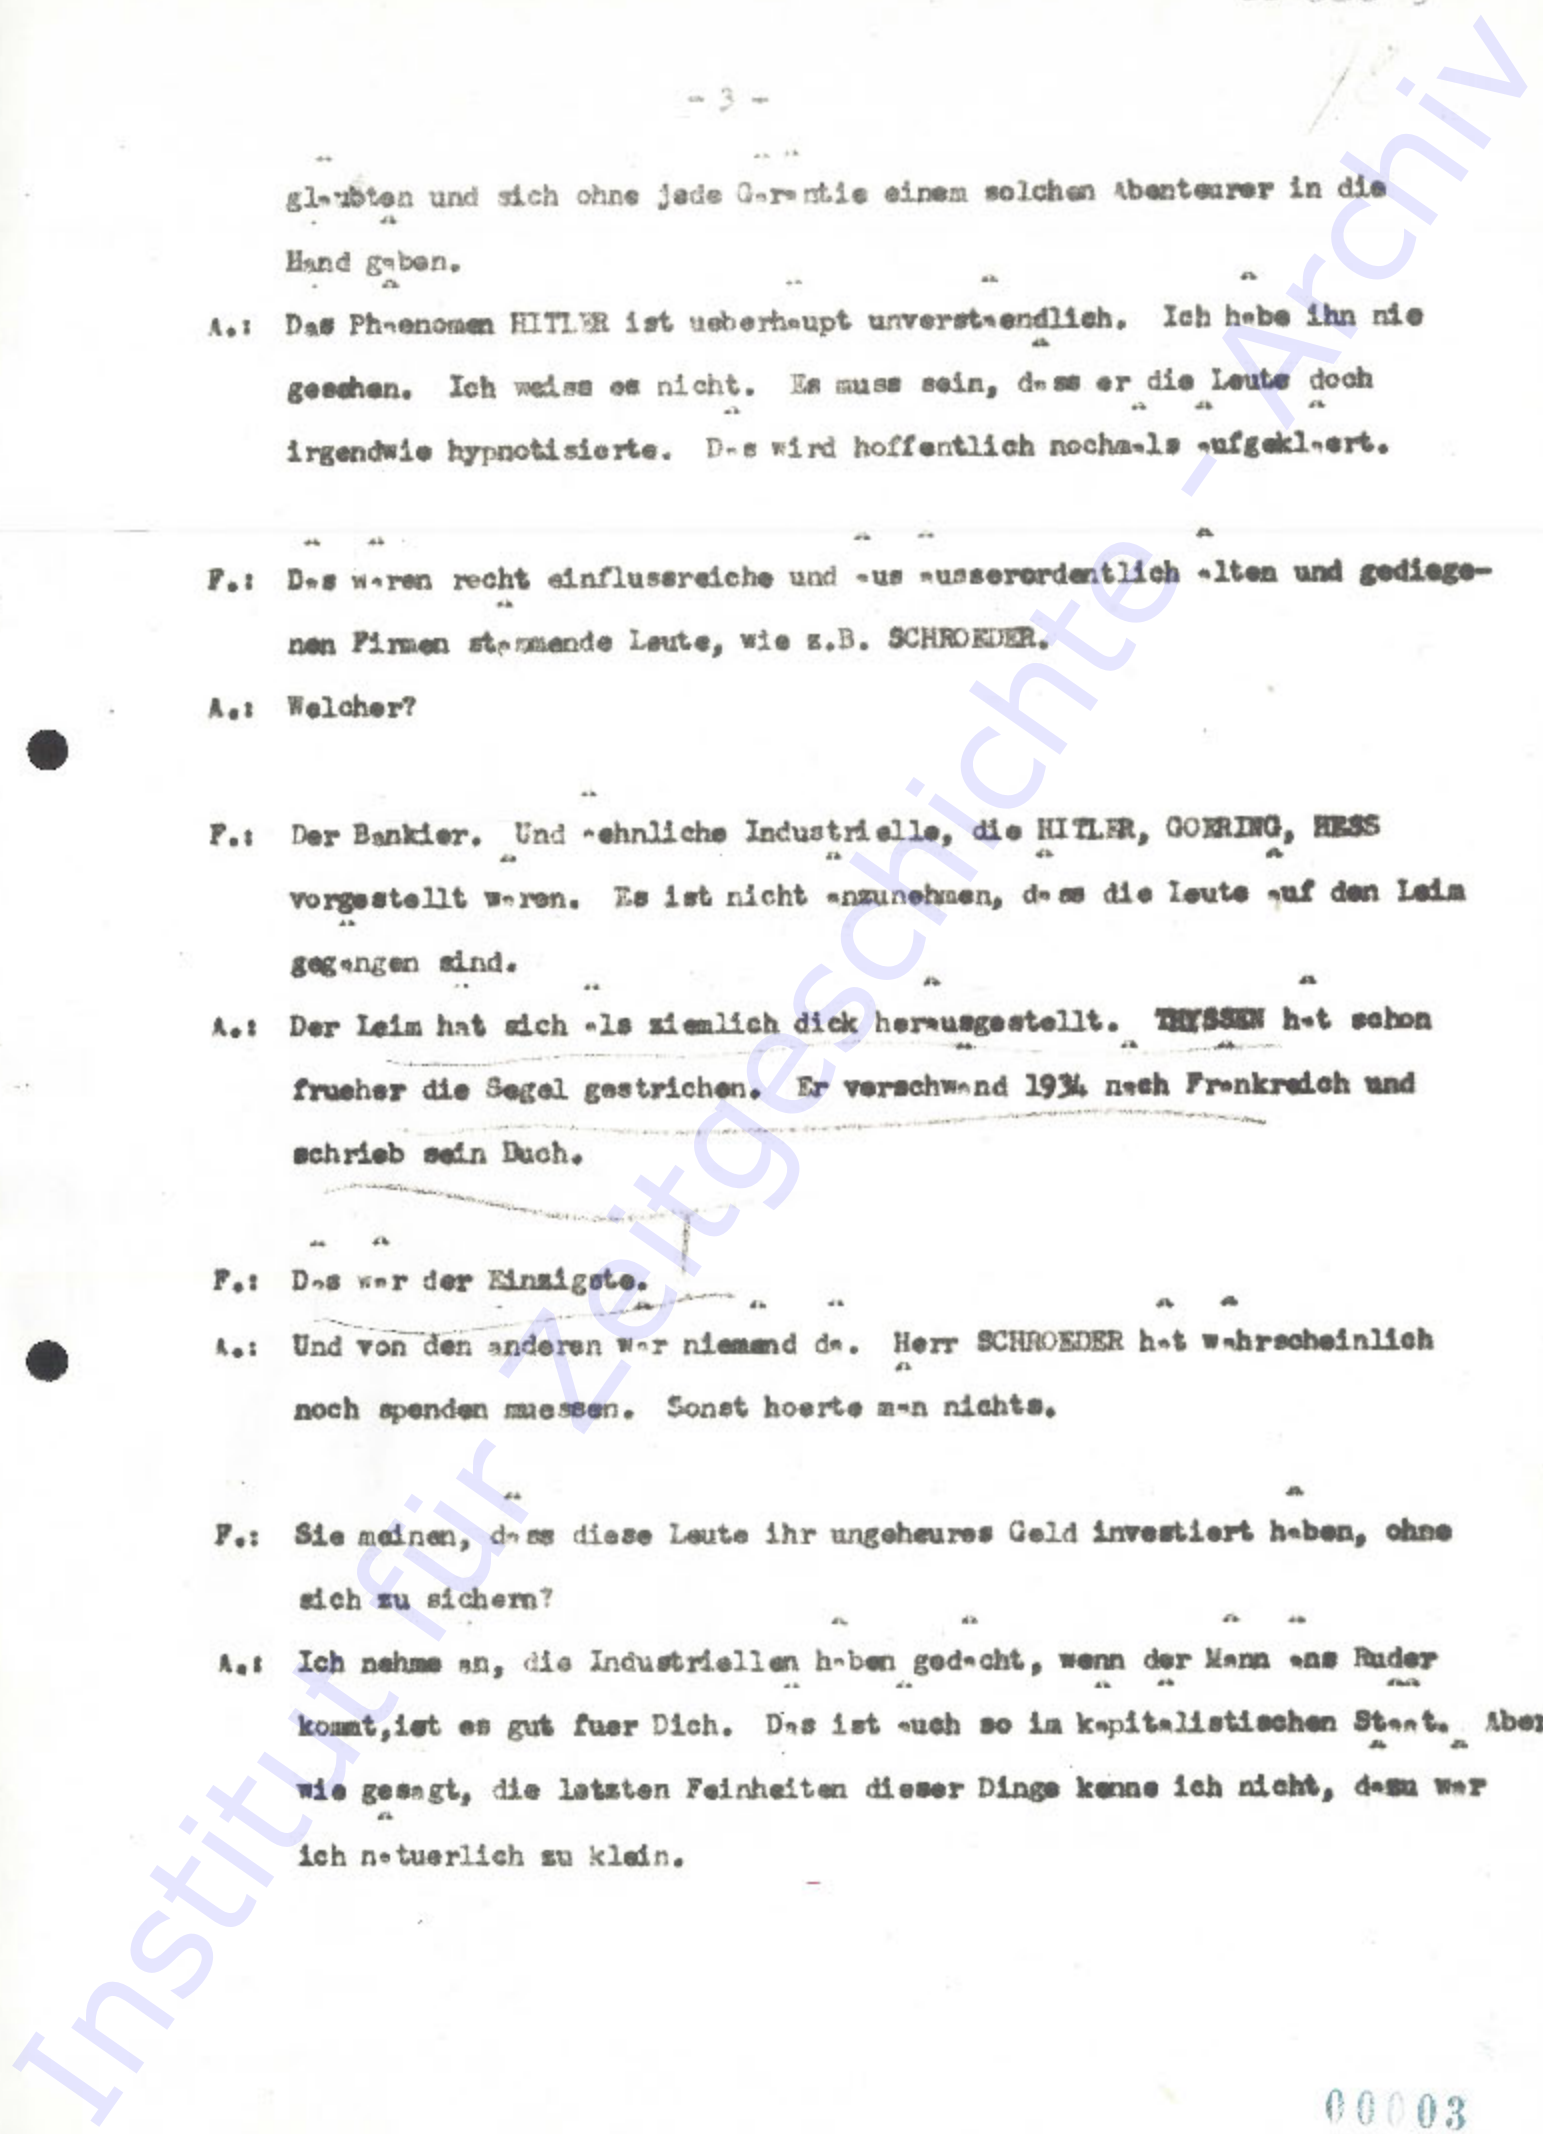 - 3 -
glaubten und sich ohne jede Garantie einem solchen Abenteurer in die
Hand gaben.
A.: Das Phaenomen HITLER ist ueberhaupt unverstaendlich. Ich habe ihn nie
gesehen. Ich weiss es nicht. Es muss sein, dass er die Leute doch
irgendwie hypnotisierte. Das wird hoffentlich nochmals aufgeklaert.
F.: Das waren recht einflussreiche und aus ausserordentlich alten und gediege-
nen Firmen stammende Leute, wie z.B. SCHROEDER.
A.: Welcher?
F.: Der Bankier. Und aehnliche Industrielle, die HITLER, GOERING, HESS
vorgestellt waren. Es ist nicht anzunehmen, dass die Leute auf den Leim
gegangen sind.
A.: Der Leim hat sich als ziemlich dick herausgestellt. THYSSEN hat schon
frueher die Segel gestrichen. Er verschwand 1934 nach Frankreich und
schrieb sein Buch.
F.: Das war der Einzigste.
A.: Und von den anderen war niemand da. Herr SCHROEDER hat wahrscheinlich
noch spenden muessen. Sonst hoerte man nichts.
F.: Sie meinen, dass diese Leute ihr ungeheures Geld investiert haben, ohne
sich zu sichern?
A.: Ich nehme an, die Industriellen haben gedacht, wenn der Mann ans Ruder
kommt,ist es gut fuer Dich. Das ist auch so im kapitalistischen Staat. Aber
wie gesagt, die letzten Feinheiten dieser Dinge kenne ich nicht, dazu war
ich natuerlich zu klein.
00003
Institut für Zeitgeschichte - Archiv